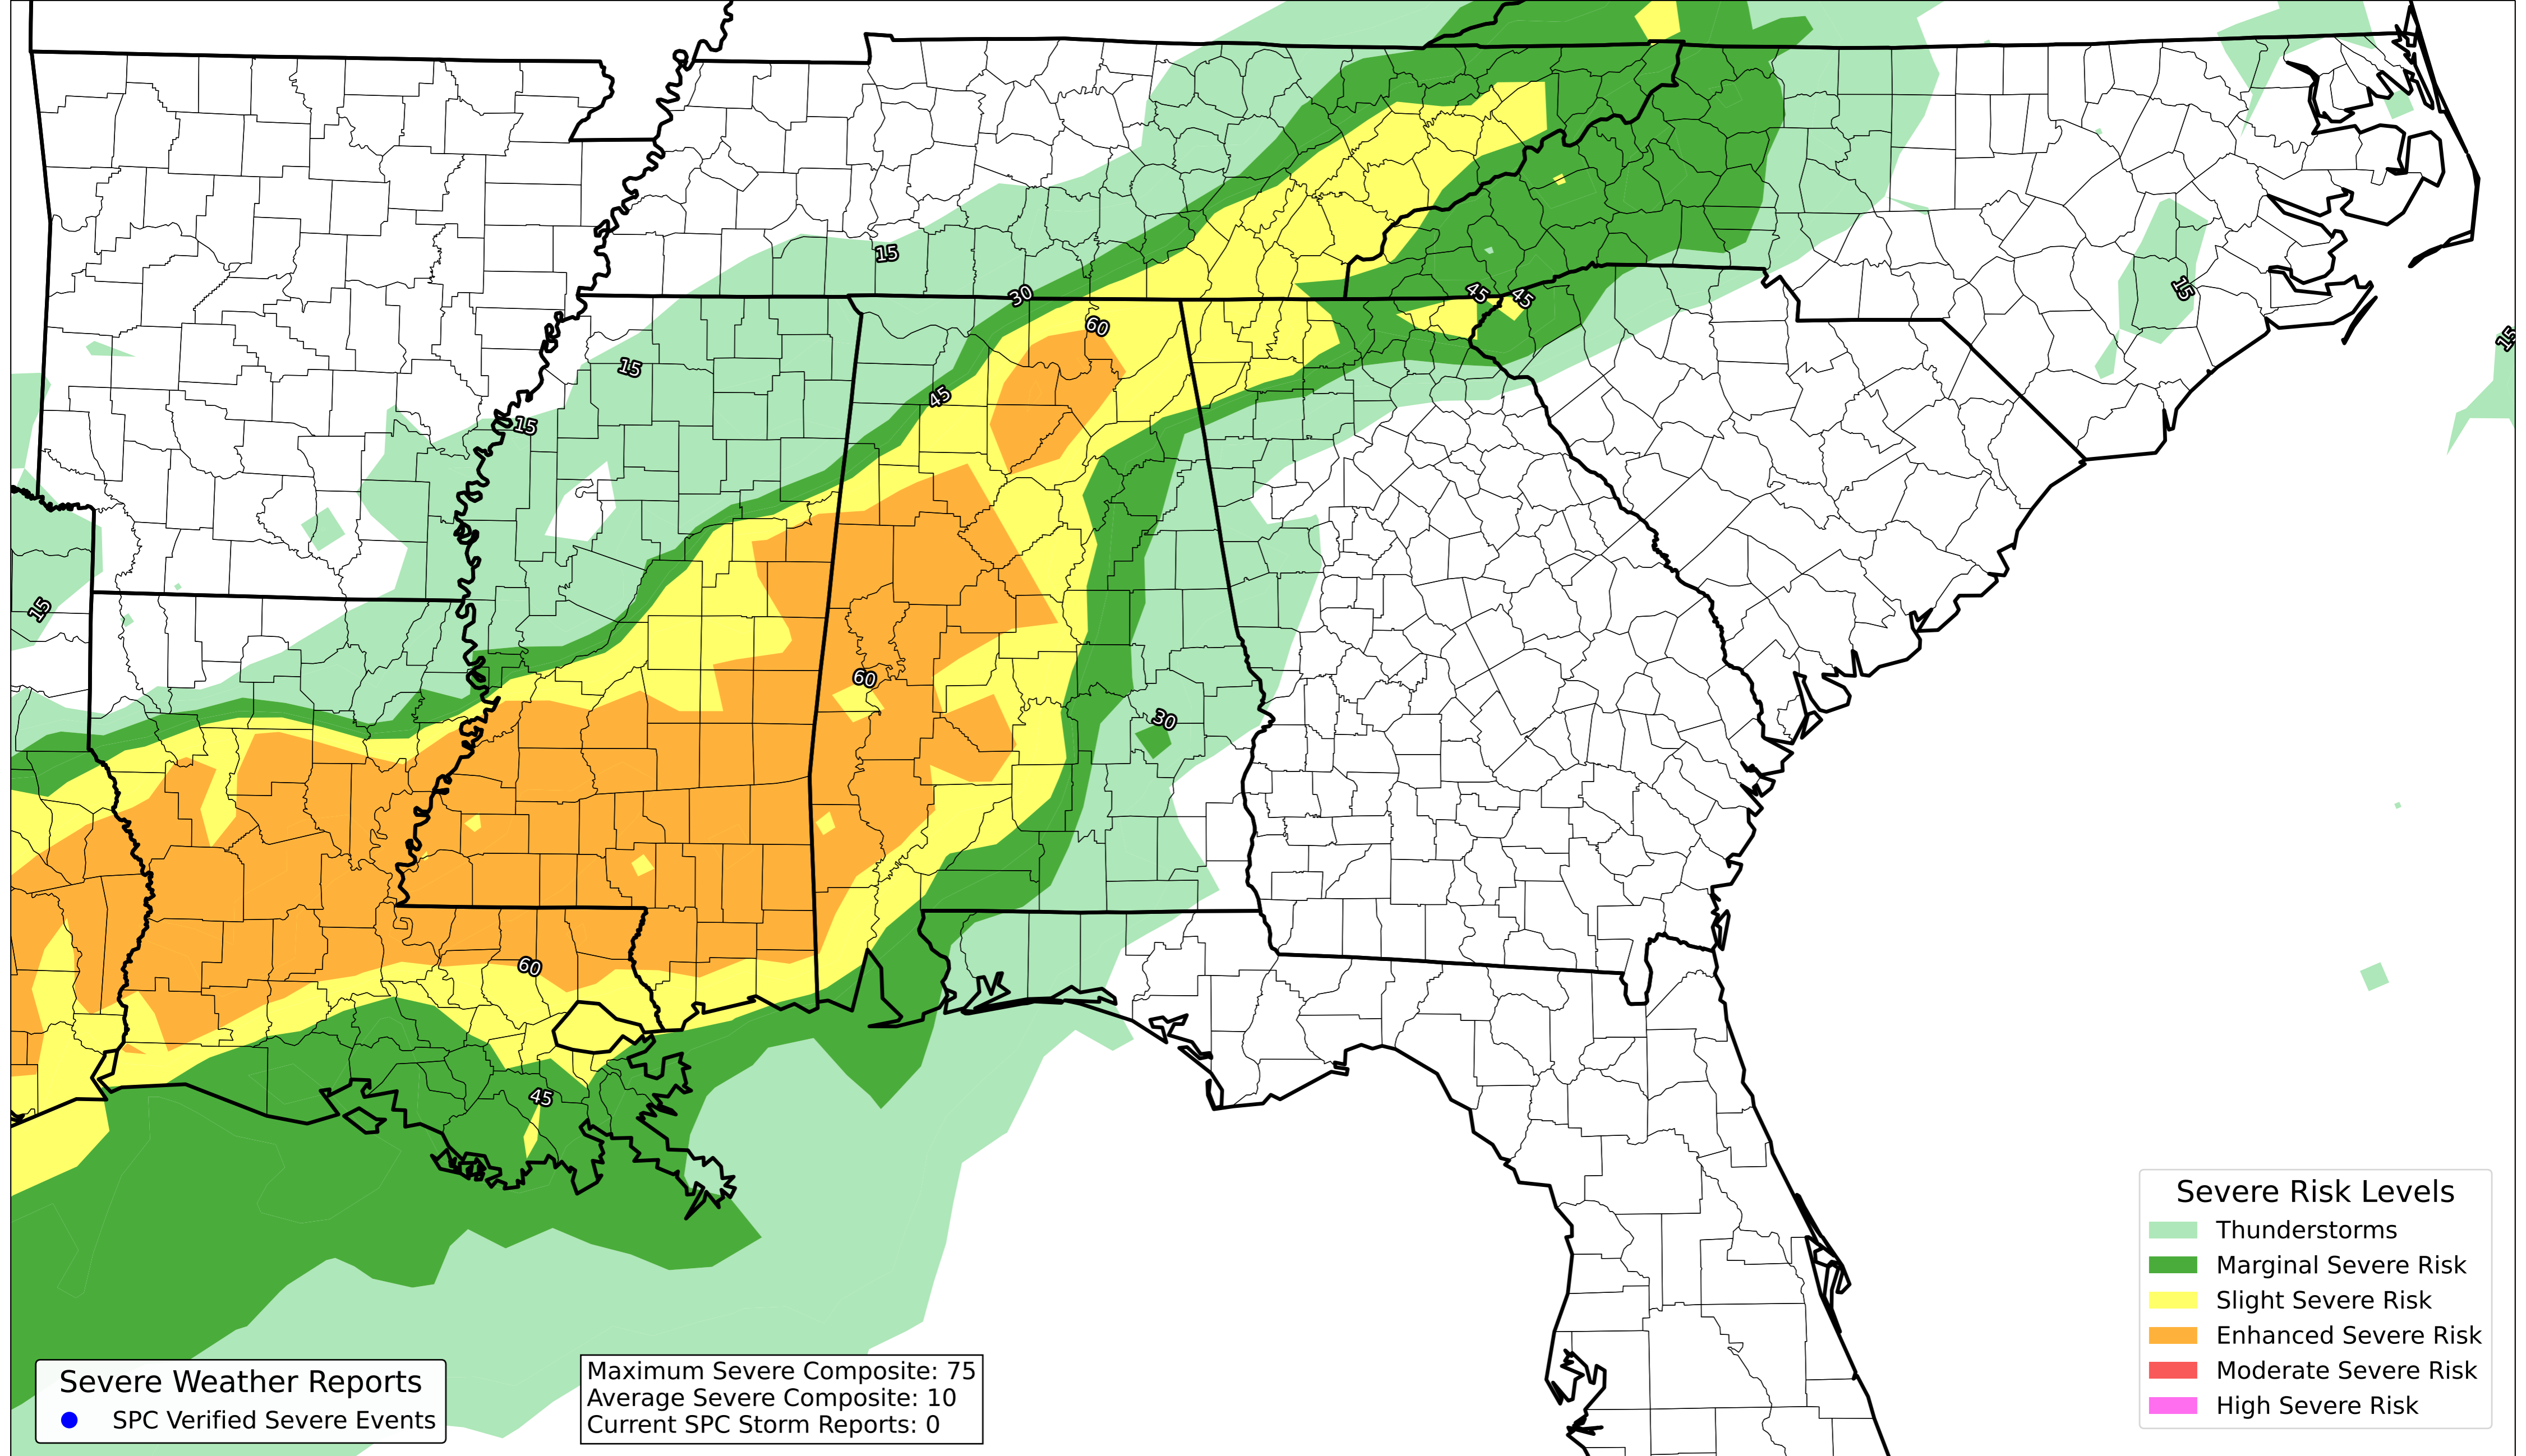 15
30
60
15
45
15
45
45
15
15
15
60
30
60
45
Severe Risk Levels
Thunderstorms
Marginal Severe Risk
Slight Severe Risk
Enhanced Severe Risk
Moderate Severe Risk
High Severe Risk
Severe Weather Reports
SPC Verified Severe Events
Maximum Severe Composite: 75
Average Severe Composite: 10
Current SPC Storm Reports: 0